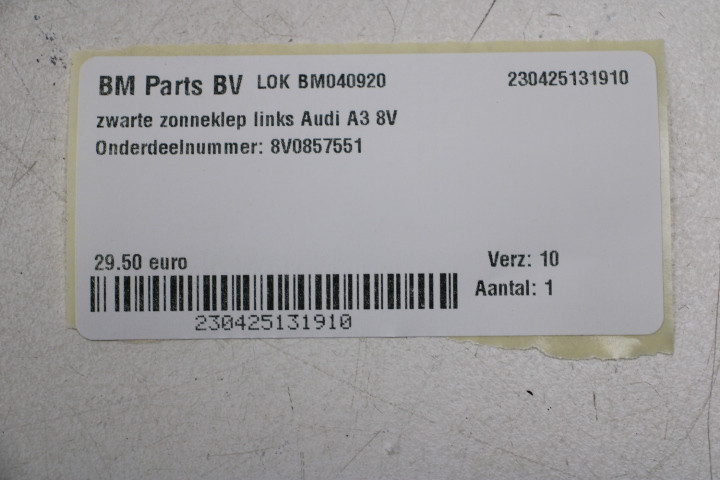 BM Parts BV LOK BM040920 230425131910
zwarte zonneklep links Audi A3 8V
Onderdeelnummer: 8V0857551
29.50 euro Verz: 10
Aantal: 1
230425131910